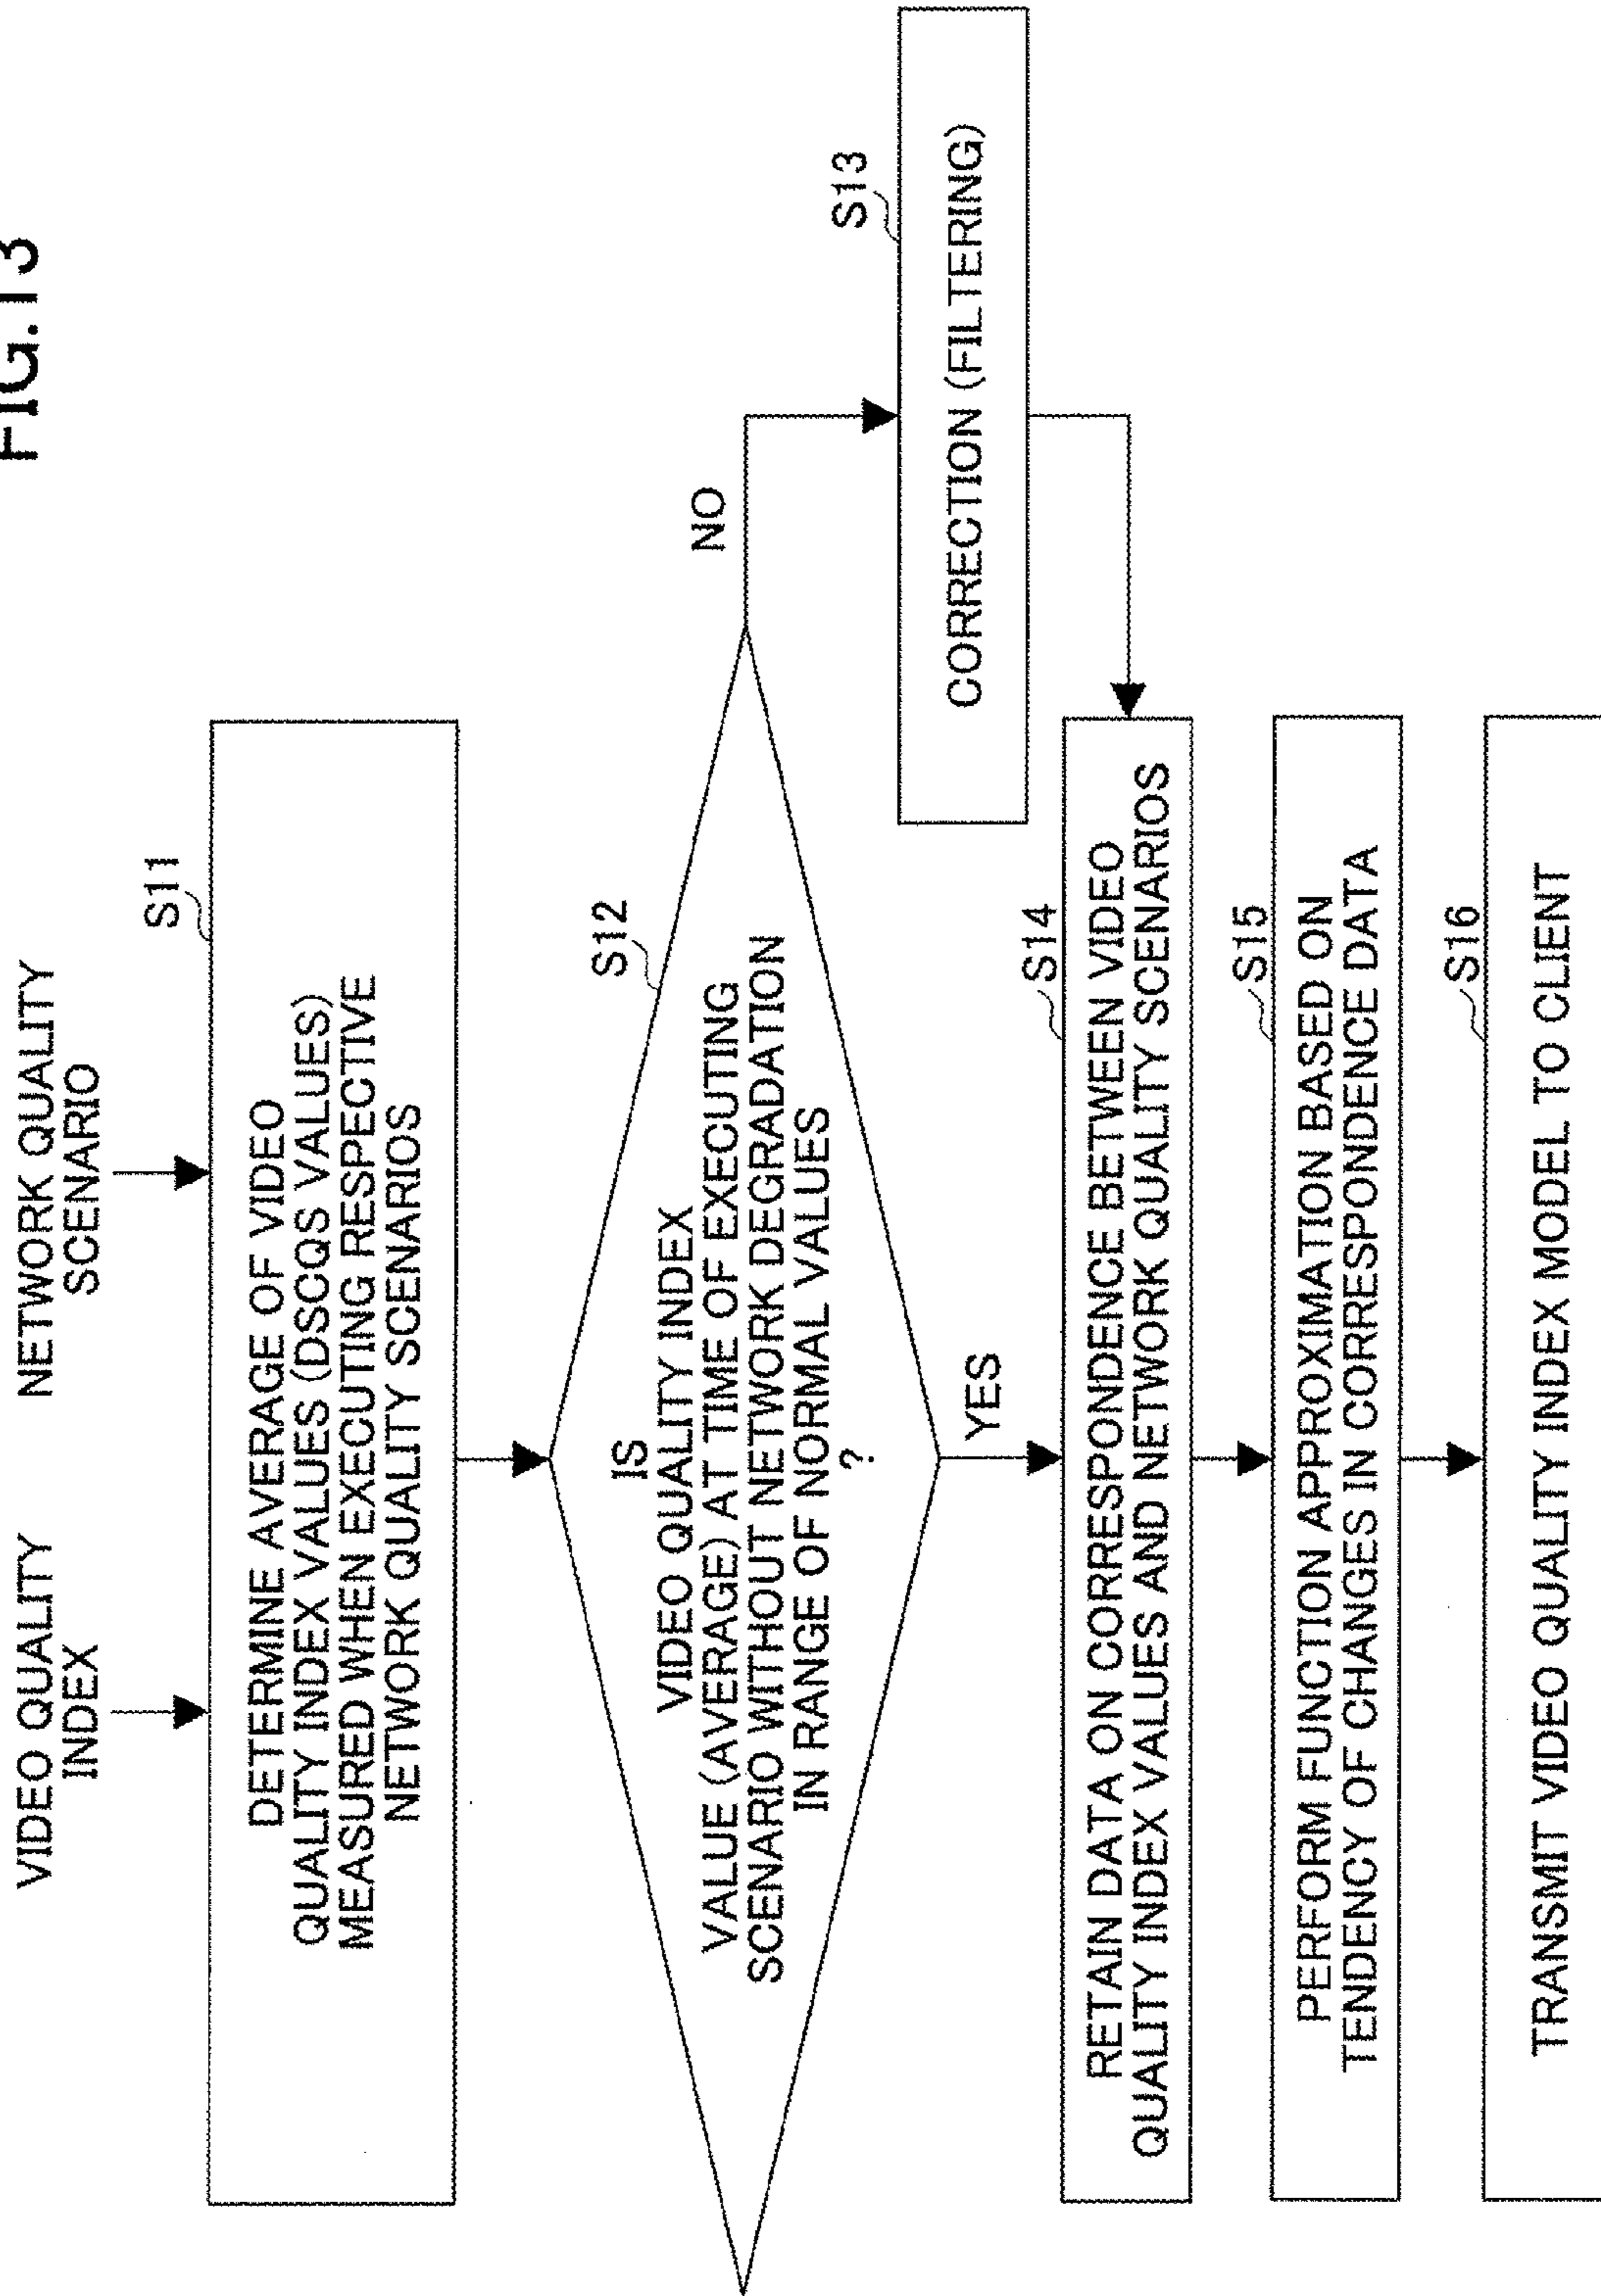 FIG.13
VIDEO QUALITY
INDEX
NETWORK QUALITY
SCENARIO
S11
DETERMINE AVERAGE OF VIDEO
QUALITY INDEX VALUES (DSCQS VALUES)
MEASURED WHEN EXECUTING RESPECTIVE
NETWORK QUALITY SCENARIOS
S12
IS
VIDEO QUALITY INDEX
VALUE (AVERAGE) AT TIME OF EXECUTING
SCENARIO WITHOUT NETWORK DEGRADATION
IN RANGE OF NORMAL VALUES
?
NO
S13
CORRECTION (FILTERING)
YES
S14
RETAIN DATA ON CORRESPONDENCE BETWEEN VIDEO
QUALITY INDEX VALUES AND NETWORK QUALITY SCENARIOS
S15
PERFORM FUNCTION APPROXIMATION BASED ON
TENDENCY OF CHANGES IN CORRESPONDENCE DATA
S16
TRANSMIT VIDEO QUALITY INDEX MODEL TO CLIENT